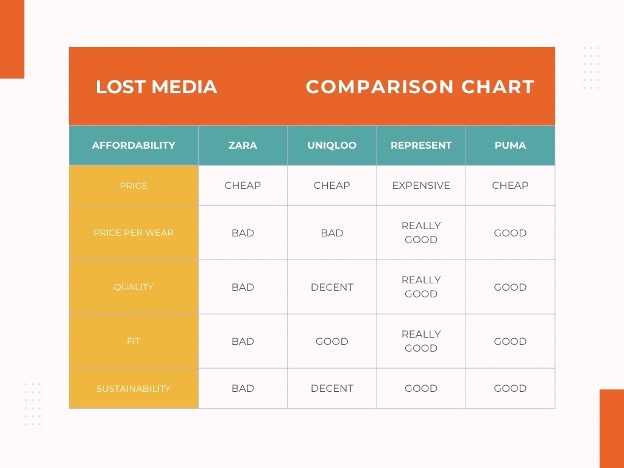 LOST MEDIA COMPARISON CHART
AFFORDABILITY ZARA UNIQLOO REPRESENT PUMA
PRICE CHEAP CHEAP EXPENSIVE CHEAP
PRICE PER WEAR BAD BAD REALLY GOOD GOOD
QUALITY BAD DECENT REALLY GOOD GOOD
FIT BAD GOOD REALLY GOOD GOOD
SUSTAINABILITY BAD DECENT GOOD GOOD